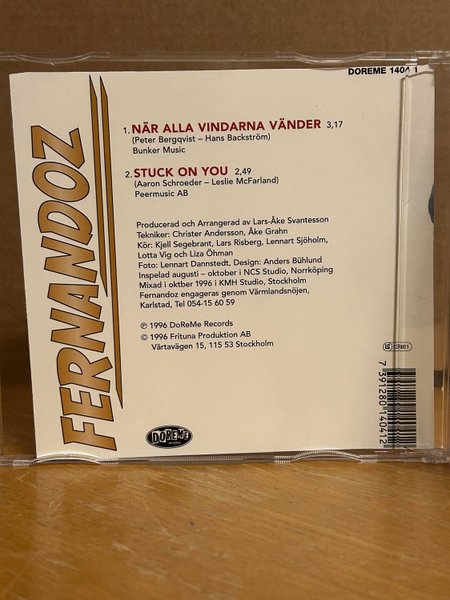 DOREME 1404 1
FERNANDOZ
1. NÄR ALLA VINDARNA VÄNDER 3,17
(Peter Bergqvist – Hans Backström)
Bunker Music
2. STUCK ON YOU 2,49
(Aaron Schroeder – Leslie McFarland)
Peermusic AB
Producerad och Arrangerad av Lars-Åke Svantesson
Tekniker: Christer Andersson, Åke Grahn
Kör: Kjell Segebrant, Lars Risberg, Lennart Sjöholm,
Lotta Vig och Liza Öhman
Foto: Lennart Dannstedt, Design: Anders Bühlund
Inspelad augusti – oktober i NCS Studio, Norrköping
Mixad i oktber 1996 i KMH Studio, Stockholm
Fernandoz engageras genom Värmlandsnöjen,
Karlstad, Tel 054-15 60 59
℗ 1996 DoReMe Records
© 1996 Frituna Produktion AB
Värtavägen 15, 115 53 Stockholm
DOREME
7 391280 140412